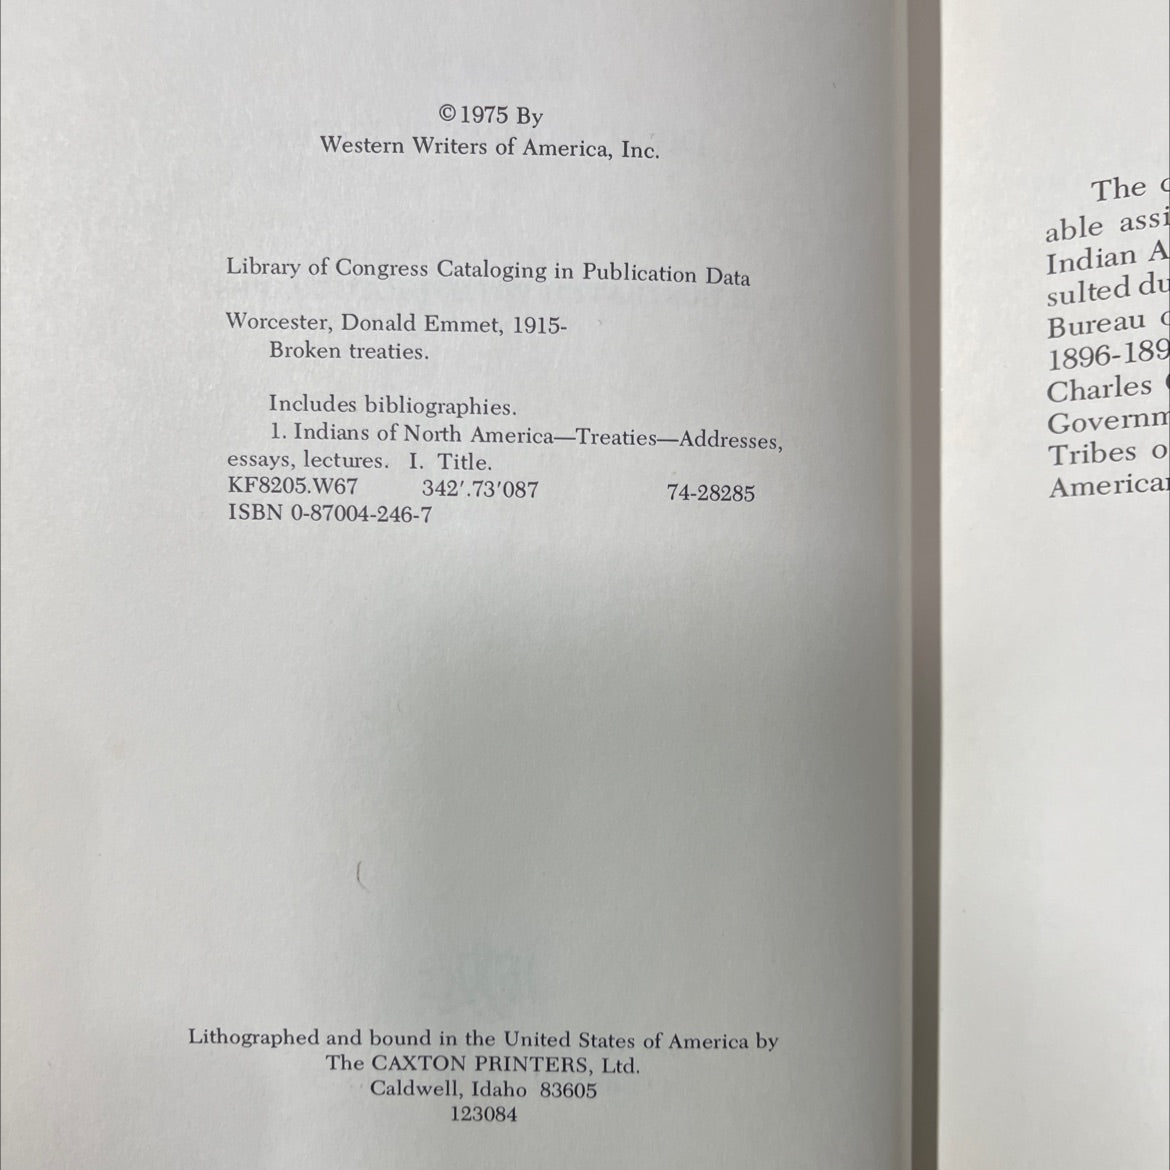 ©1975 By
Western Writers of America, Inc.
Library of Congress Cataloging in Publication Data
Worcester, Donald Emmet, 1915-
Broken treaties.
Includes bibliographies.
1. Indians of North America—Treaties—Addresses,
essays, lectures. I. Title.
KF8205.W67 342′.73′087 74-28285
ISBN 0-87004-246-7
Lithographed and bound in the United States of America by
The CAXTON PRINTERS, Ltd.
Caldwell, Idaho 83605
123084
The
able assi
Indian A
sulted du
Bureau
1896-189
Charles
Governm
Tribes o
America